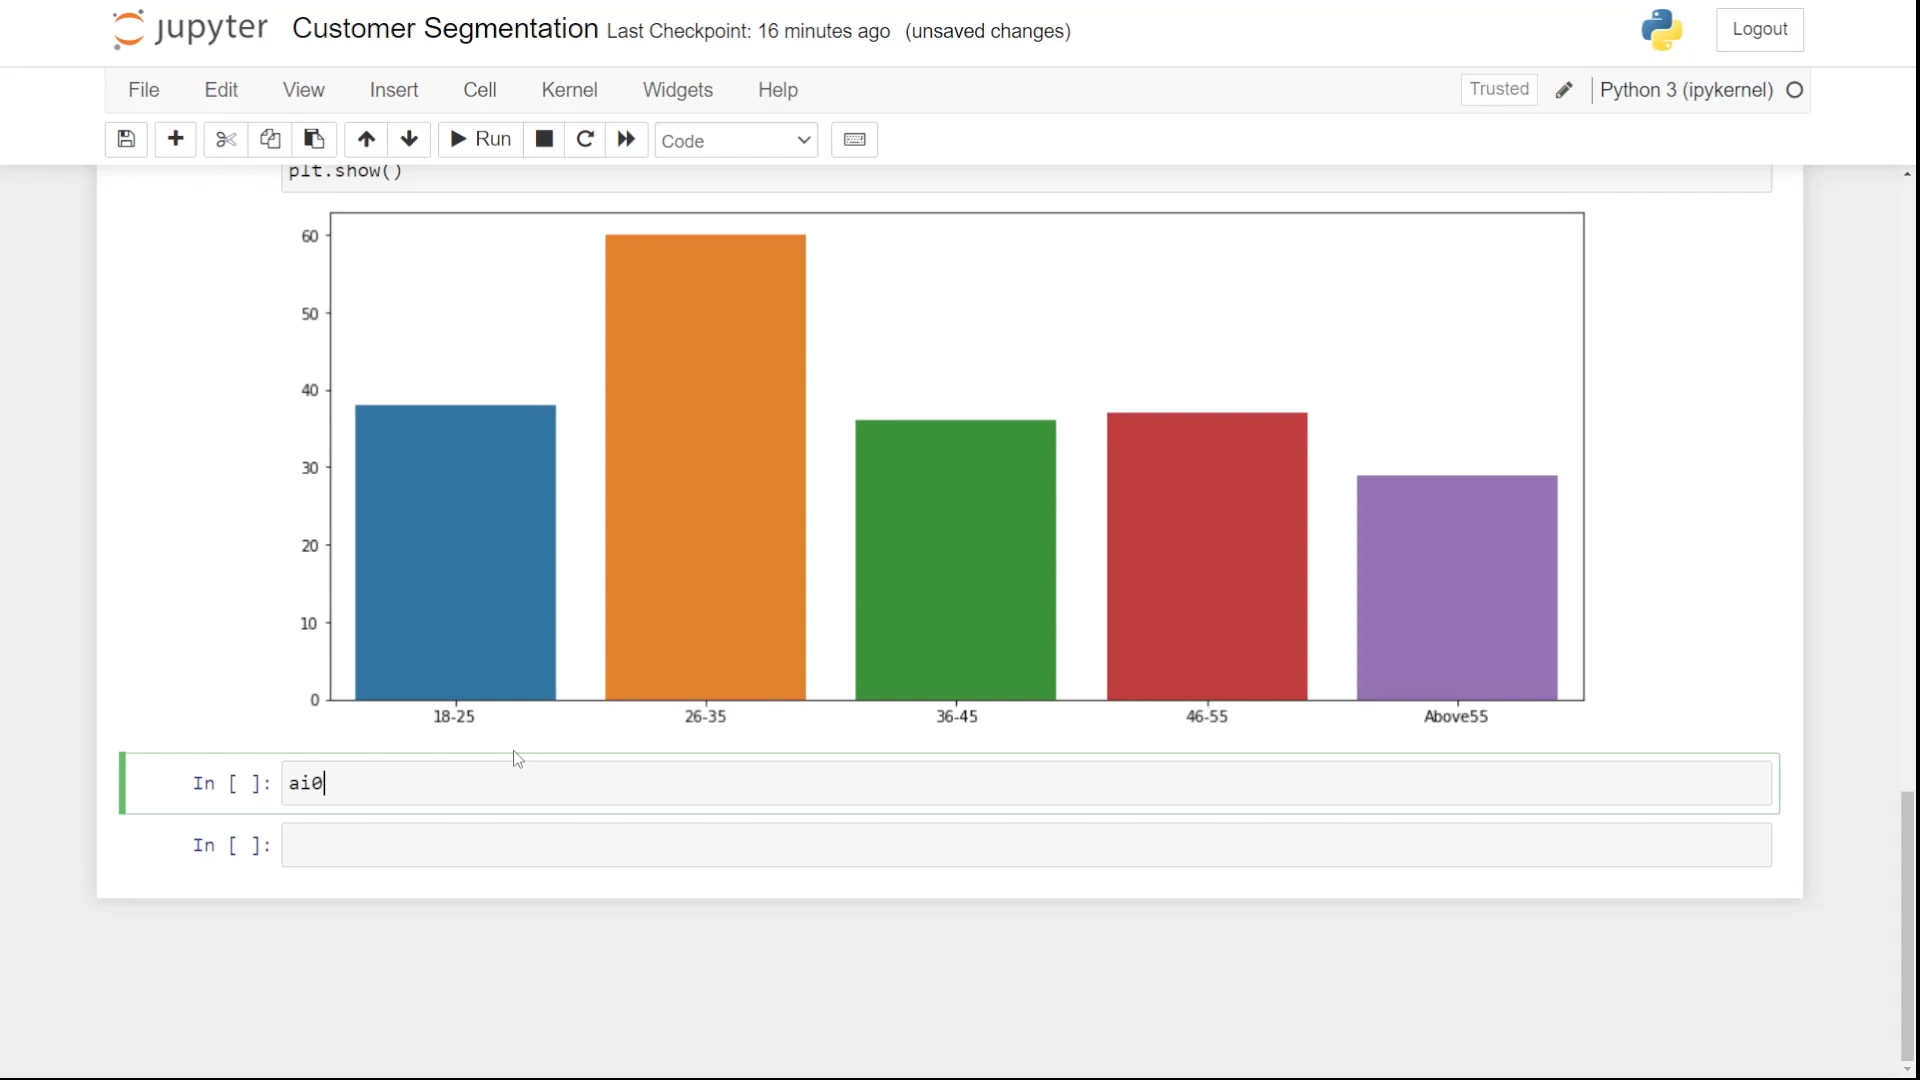 jupyter Customer Segmentation Last Checkpoint: 16 minutes ago (unsaved changes) Logout
File Edit View Insert Cell Kernel Widgets Help Trusted Python 3 (ipykernel)
Run Code
plt.show()
60
50
40
30
20
10
0
18-25 26-35 36-45 46-55 Above55
In [ ]: ai0
In [ ]: